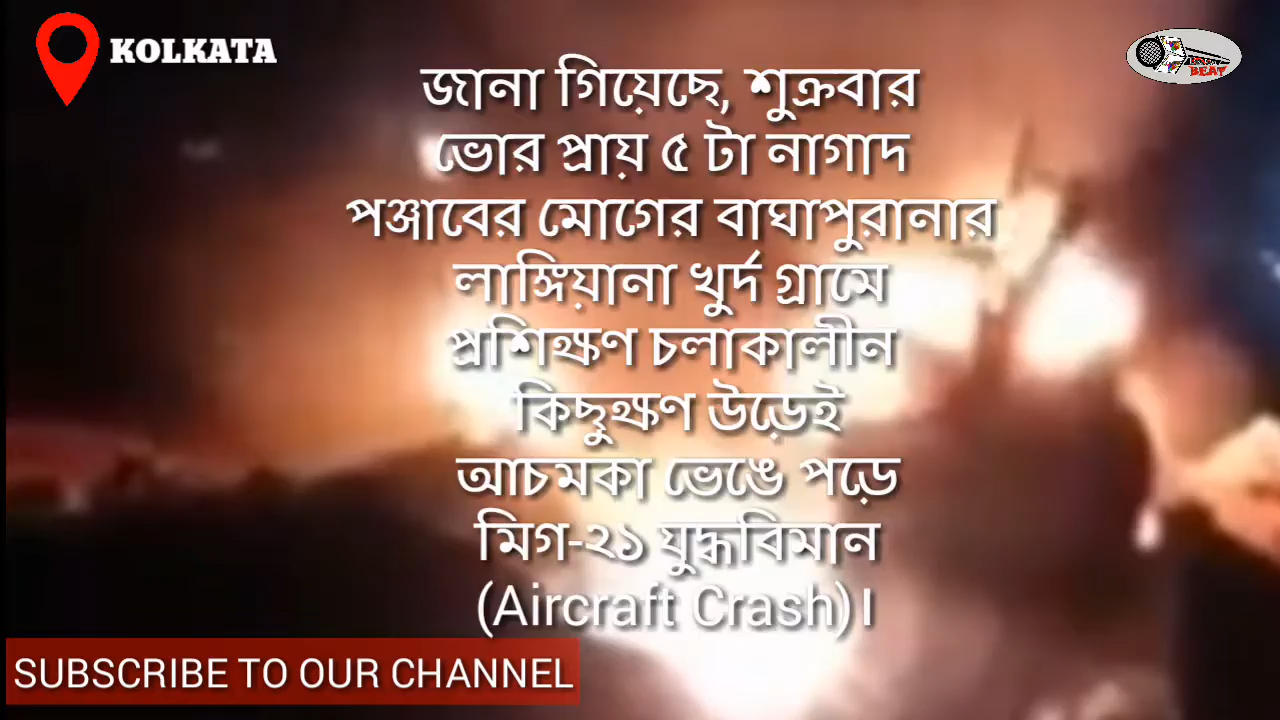 KOLKATA
BEAT
জানা গিয়েছে, শুক্রবার
ভোর প্রায় ৫ টা নাগাদ
পঞ্জাবের মোগের বাঘাপুরানার
লাঙ্গিয়ানা খুর্দ গ্রামে
প্রশিক্ষণ চলাকালীন
কিছুক্ষণ উড়েই
আচমকা ভেঙে পড়ে
মিগ-২১ যুদ্ধবিমান
(Aircraft Crash)।
SUBSCRIBE TO OUR CHANNEL